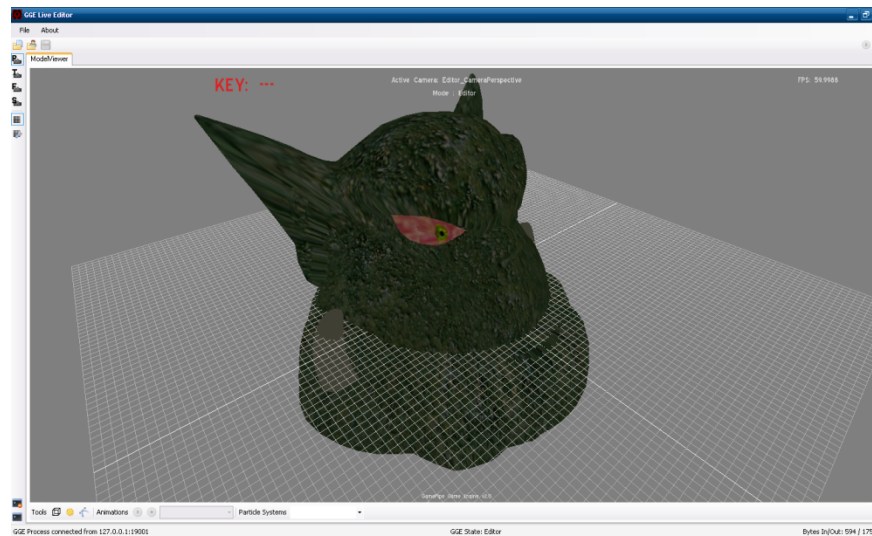 GGE Live Editor
File About
ModelViewer
KEY: ---
Active Camera: Editor_CameraPerspective
Mode : Editor
FPS: 59.9988
Tools Animations Particle Systems
GGE Process connected from 127.0.0.1:19001 GGE State: Editor Bytes In/Out: 594 / 175